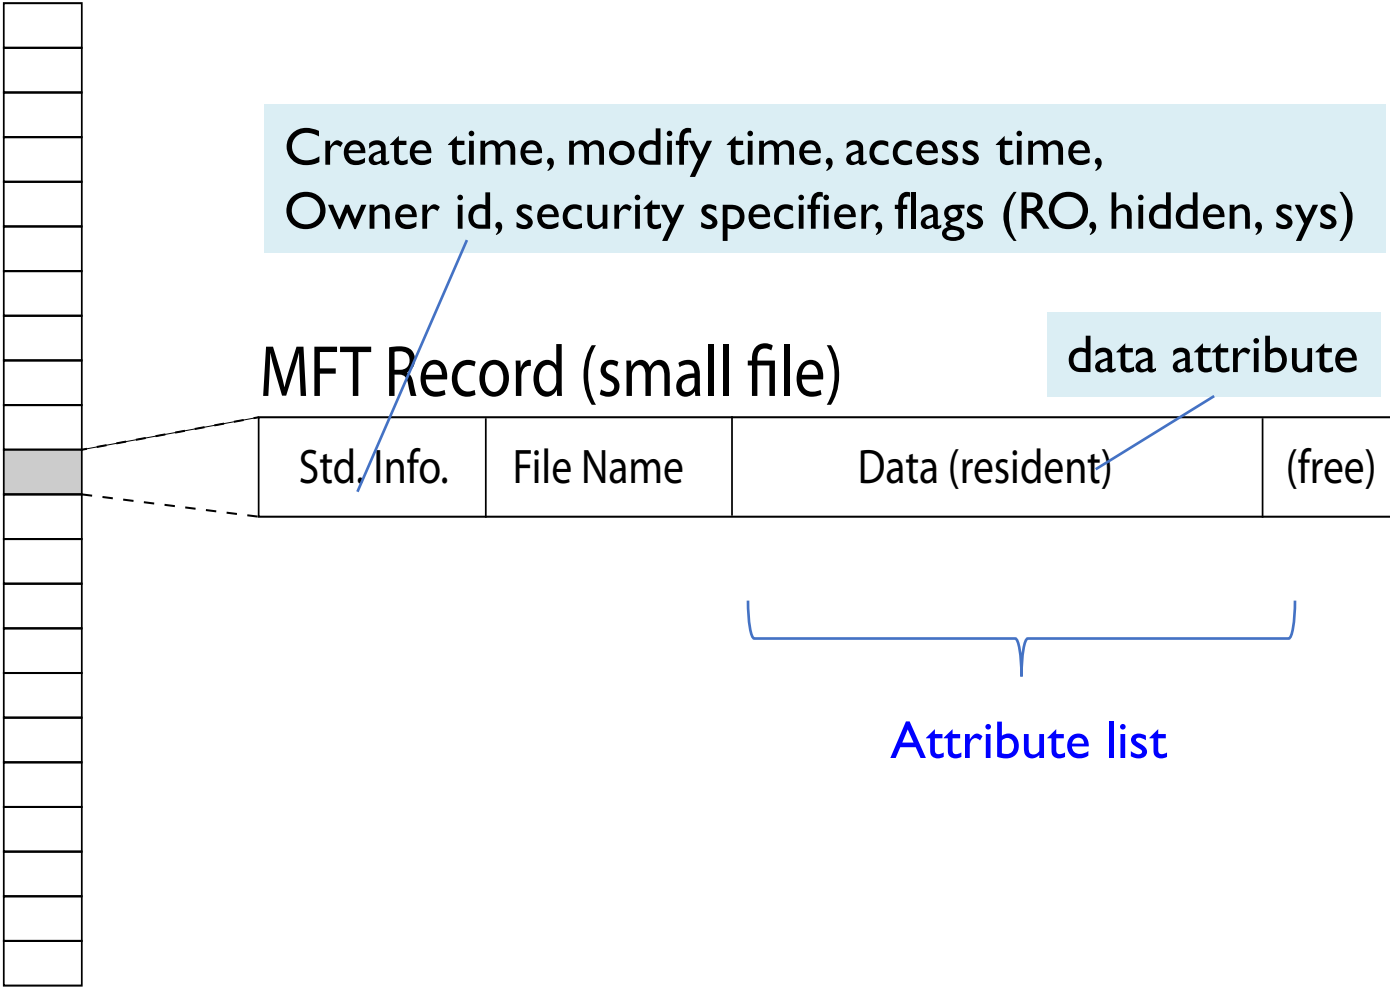 Create time, modify time, access time,
Owner id, security specifier, flags (RO, hidden, sys)
MFT Record (small file)
data attribute
Std. Info.
File Name
Data (resident)
(free)
Attribute list